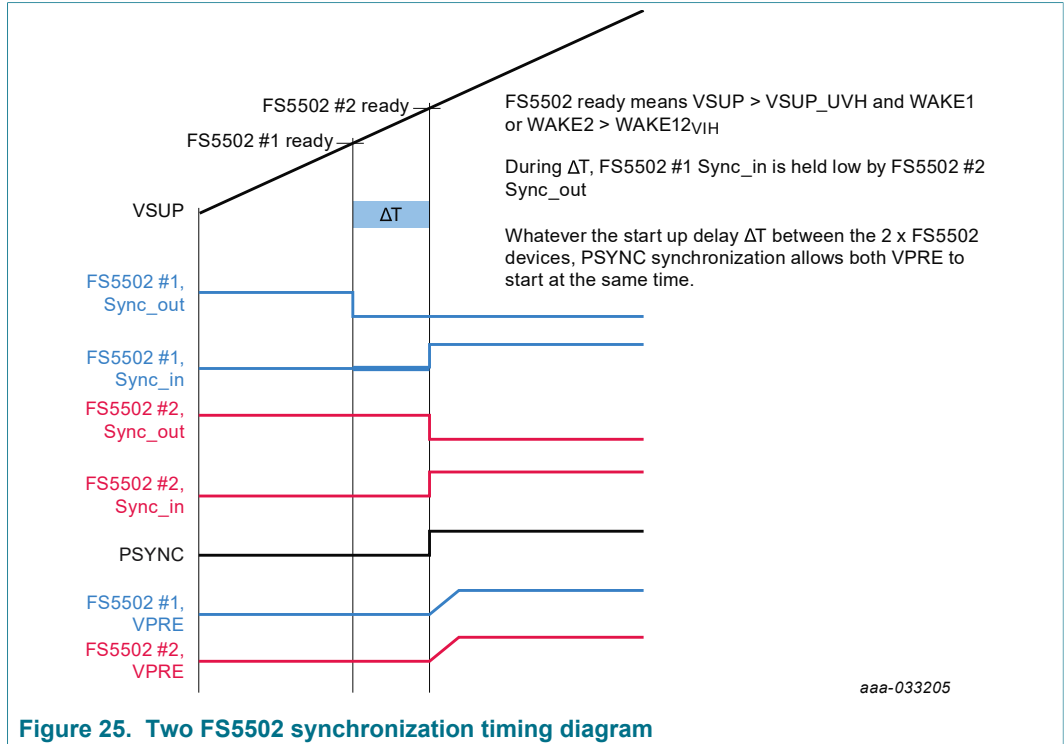 FS5502 #2 ready
FS5502 #1 ready
FS5502 ready means VSUP > VSUP_UVH and WAKE1
or WAKE2 > WAKE12VIH
During ΔT, FS5502 #1 Sync_in is held low by FS5502 #2
Sync_out
Whatever the start up delay ΔT between the 2 x FS5502
devices, PSYNC synchronization allows both VPRE to
start at the same time.
VSUP
ΔT
FS5502 #1,
Sync_out
FS5502 #1,
Sync_in
FS5502 #2,
Sync_out
FS5502 #2,
Sync_in
PSYNC
FS5502 #1,
VPRE
FS5502 #2,
VPRE
aaa-033205
Figure 25. Two FS5502 synchronization timing diagram